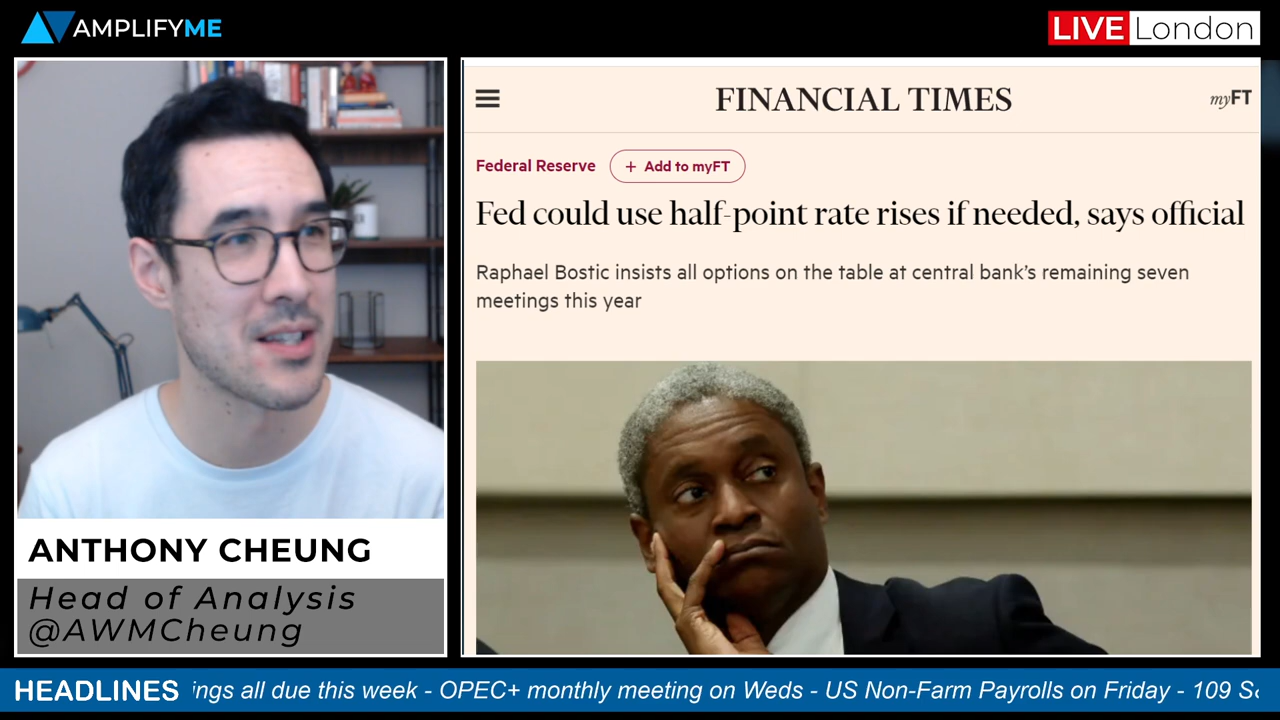 AMPLIFYME
LIVE London
FINANCIAL TIMES
myFT
Federal Reserve
+ Add to myFT
Fed could use half-point rate rises if needed, says official
Raphael Bostic insists all options on the table at central bank’s remaining seven
meetings this year
ANTHONY CHEUNG
Head of Analysis
@AWMCheung
HEADLINES
ings all due this week - OPEC+ monthly meeting on Weds - US Non-Farm Payrolls on Friday - 109